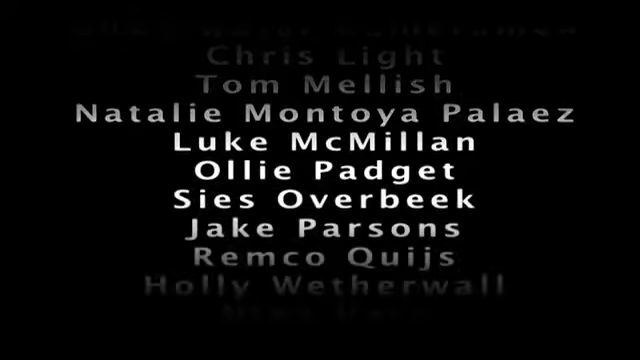 Chris Light
Tom Mellish
Natalie Montoya Palaez
Luke McMillan
Ollie Padget
Sies Overbeek
Jake Parsons
Remco Quijs
Holly Wetherwall